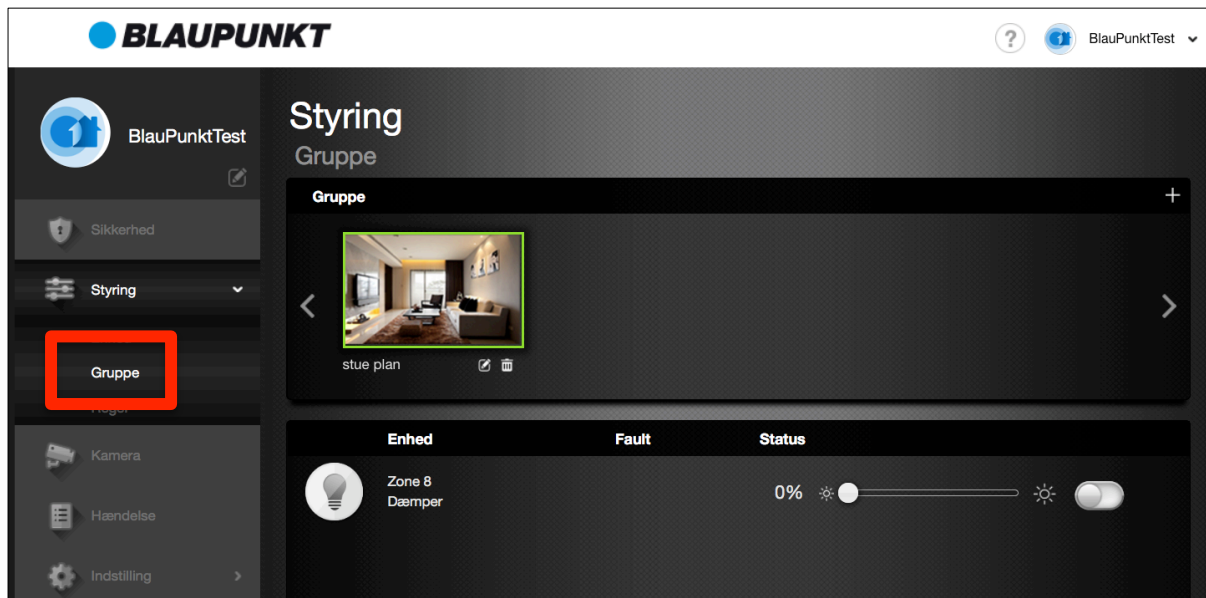 BLAUPUNKT
?
BlauPunktTest
BlauPunktTest
Sikkerhed
Styring
Gruppe
Kamera
Hændelse
Indstilling
Styring
Gruppe
Gruppe
stue plan
Enhed Fault Status
Zone 8
Dæmper
0%